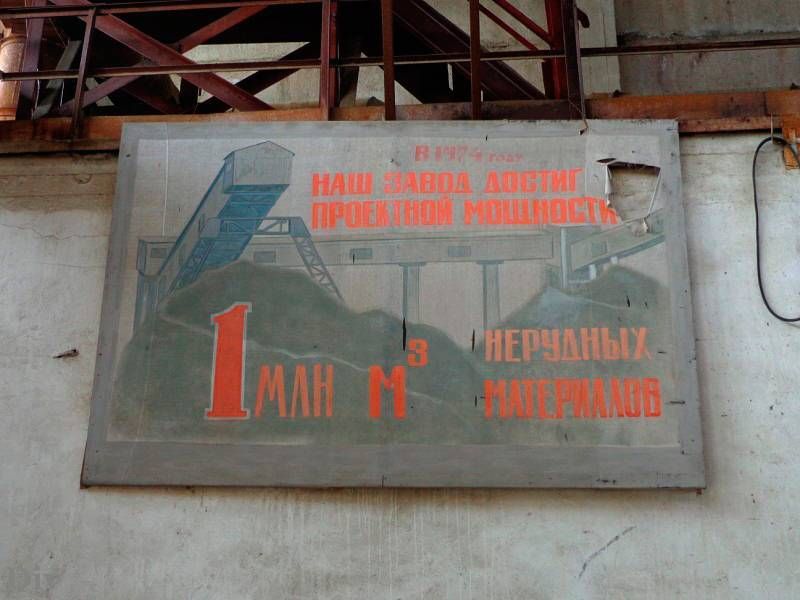 В 1974 году
НАШ ЗАВОД ДОСТИГ
ПРОЕКТНОЙ МОЩНОСТИ
1 МЛН М³
НЕРУДНЫХ
МАТЕРИАЛОВ